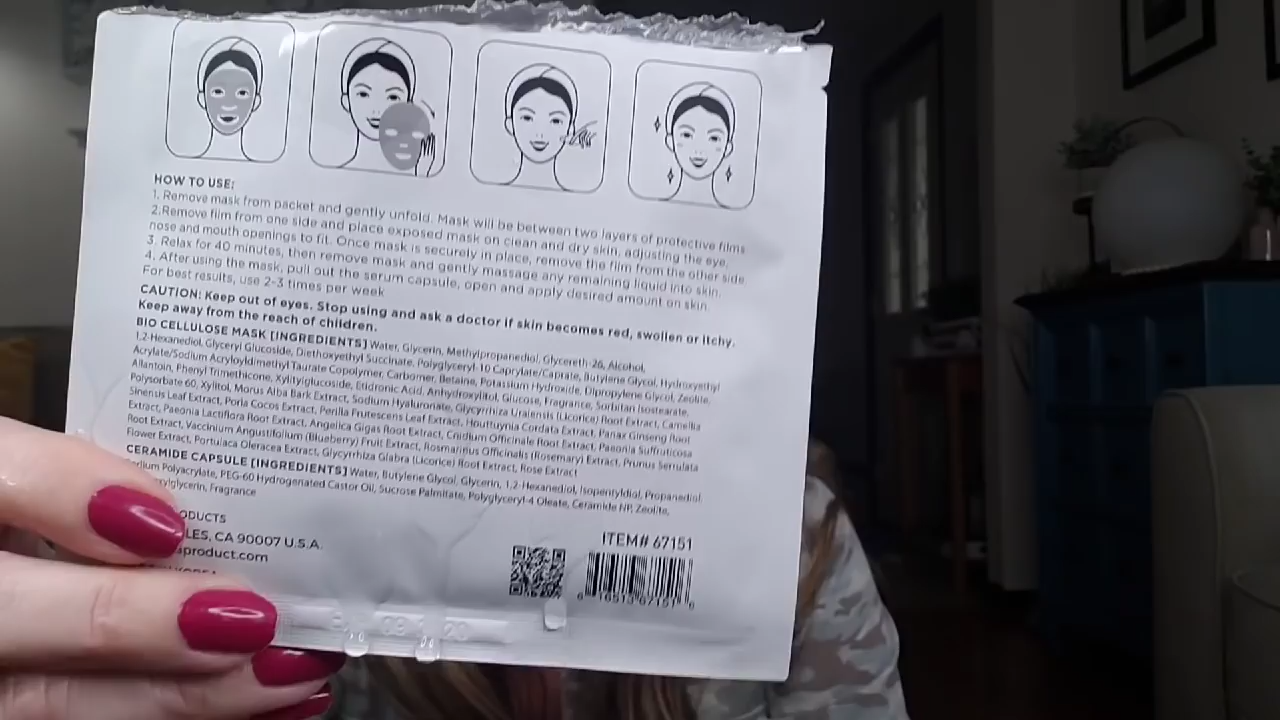 HOW TO USE:
1. Remove mask from packet and gently unfold. Mask will be between two layers of protective films
2.Remove film from one side and place exposed mask on clean and dry skin, adjusting the eye,
nose and mouth openings to fit. Once mask is securely in place, remove the film from the other side.
3. Relax for 40 minutes, then remove mask and gently massage any remaining liquid into skin.
4. After using the mask, pull out the serum capsule, open and apply desired amount on skin.
For best results, use 2-3 times per week
CAUTION: Keep out of eyes. Stop using and ask a doctor if skin becomes red, swollen or itchy.
Keep away from the reach of children.
BIO CELLULOSE MASK [INGREDIENTS] Water, Glycerin, Methylpropanediol, Glycereth-26, Alcohol,
1,2-Hexanediol, Glyceryl Glucoside, Diethoxyethyl Succinate, Polyglyceryl-10 Caprylate/Caprate, Butylene Glycol, Hydroxyethyl
Acrylate/Sodium Acryloyldimethyl Taurate Copolymer, Carbomer, Betaine, Potassium Hydroxide, Dipropylene Glycol, Zeolite,
Allantoin, Phenyl Trimethicone, Xylitylglucoside, Etidronic Acid, Anhydroxylitol, Glucose, Fragrance, Sorbitan Isostearate,
Polysorbate 60, Xylitol, Morus Alba Bark Extract, Sodium Hyaluronate, Glycyrrhiza Uralensis (Licorice) Root Extract, Camellia
Sinensis Leaf Extract, Poria Cocos Extract, Perilla Frutescens Leaf Extract, Houttuynia Cordata Extract, Panax Ginseng Root
Extract, Paeonia Lactiflora Root Extract, Angelica Gigas Root Extract, Cnidium Officinale Root Extract, Paeonia Suffruticosa
Root Extract, Vaccinium Angustifolium (Blueberry) Fruit Extract, Rosmarinus Officinalis (Rosemary) Extract, Prunus Serrulata
Flower Extract, Portulaca Oleracea Extract, Glycyrrhiza Glabra (Licorice) Root Extract, Rose Extract
CERAMIDE CAPSULE [INGREDIENTS] Water, Butylene Glycol, Glycerin, 1,2-Hexanediol, Isopentyldiol, Propanediol,
dium Polyacrylate, PEG-60 Hydrogenated Castor Oil, Sucrose Palmitate, Polyglyceryl-4 Oleate, Ceramide NP, Zeolite,
xylglycerin, Fragrance
ODUCTS
LES, CA 90007 U.S.A.
aproduct.com
ITEM# 67151